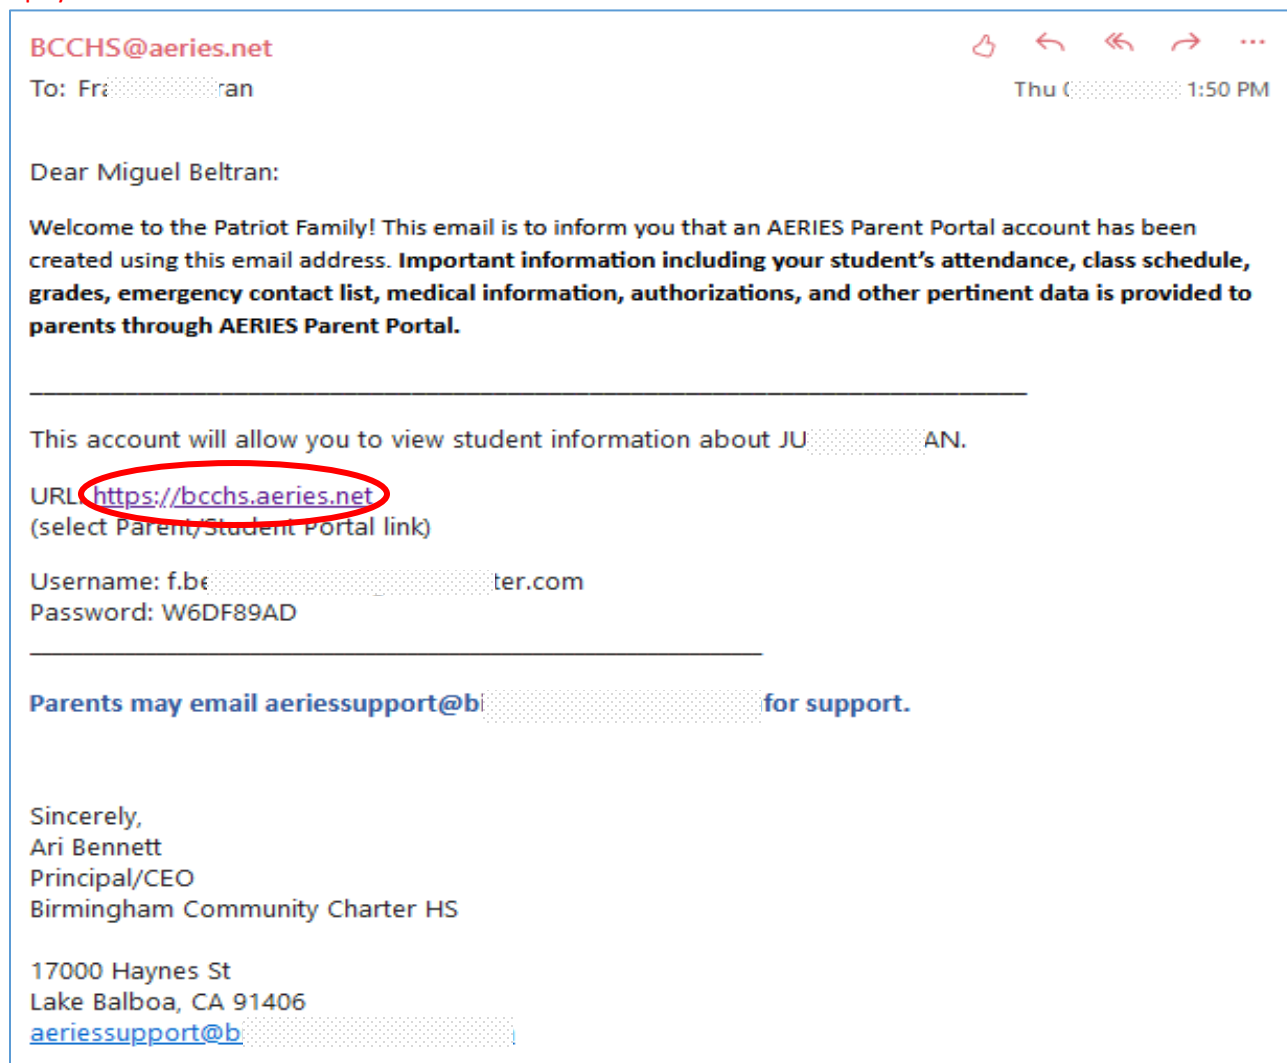 BCCHS@aeries.net
To: Fra ran
Thu 1:50 PM
Dear Miguel Beltran:
Welcome to the Patriot Family! This email is to inform you that an AERIES Parent Portal account has been
created using this email address. Important information including your student's attendance, class schedule,
grades, emergency contact list, medical information, authorizations, and other pertinent data is provided to
parents through AERIES Parent Portal.
This account will allow you to view student information about JU AN.
URL: https://bcchs.aeries.net
(select Parent/Student Portal link)
Username: f.be ter.com
Password: W6DF89AD
Parents may email aeriessupport@bi for support.
Sincerely,
Ari Bennett
Principal/CEO
Birmingham Community Charter HS
17000 Haynes St
Lake Balboa, CA 91406
aeriessupport@b